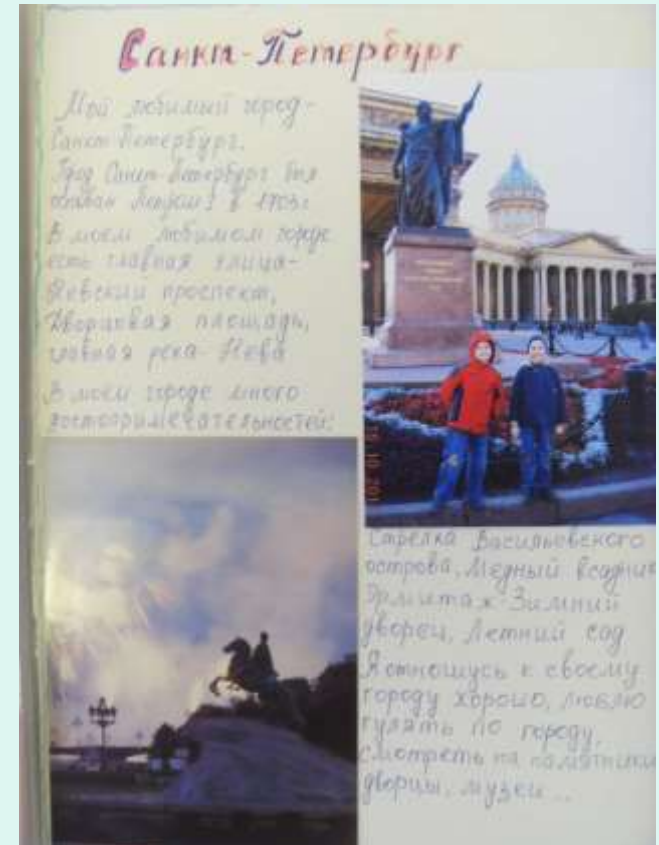 Санкт-Петербург
Мой любимый город -
Санкт-Петербург.
Город Санкт-Петербург был
основан Петром I в 1703г
В моем любимом городе
есть главная улица-
Невский проспект,
Дворцовая площадь,
главная река- Нева
В моем городе много
достопримечательностей:
Стрелка Васильевского
острова, Медный всадник
Эрмитаж-Зимний
дворец, Летний сад
Я отношусь к своему
городу хорошо, люблю
гулять по городу,
смотреть на памятники
дворцы, музеи...